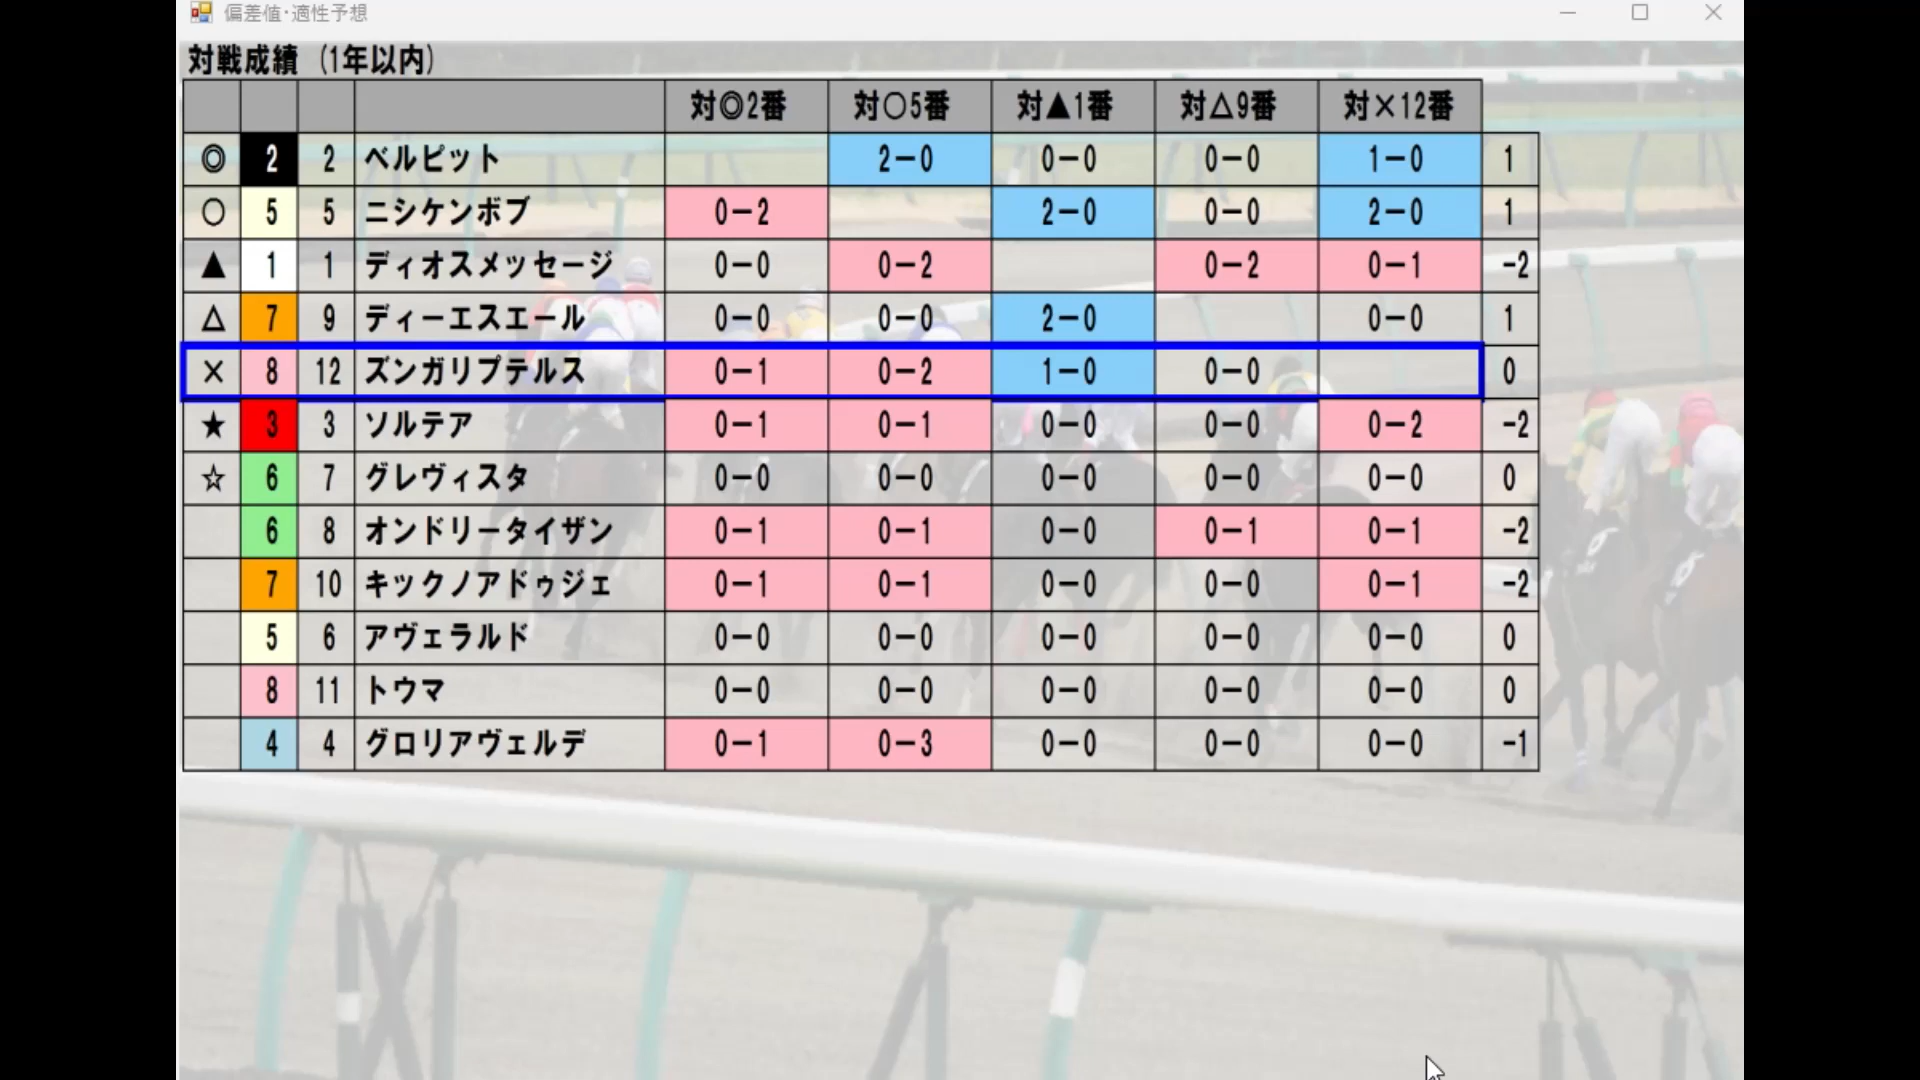 偏差値・適性予想
対戦成績 (1年以内)
対◎2番 対○5番 対▲1番 対△9番 対×12番
◎ 2 2 ベルピット 2-0 0-0 0-0 1-0 1
○ 5 5 ニシケンボブ 0-2 2-0 0-0 2-0 1
▲ 1 1 ディオスメッセージ 0-0 0-2 0-2 0-1 -2
△ 7 9 ディーエスエール 0-0 0-0 2-0 0-0 1
× 8 12 ズンガリプテルス 0-1 0-2 1-0 0-0 0
★ 3 3 ソルテア 0-1 0-1 0-0 0-0 0-2 -2
☆ 6 7 グレヴィスタ 0-0 0-0 0-0 0-0 0-0 0
6 8 オンドリータイザン 0-1 0-1 0-0 0-1 0-1 -2
7 10 キックノアドゥジェ 0-1 0-1 0-0 0-0 0-1 -2
5 6 アヴェラルド 0-0 0-0 0-0 0-0 0-0 0
8 11 トウマ 0-0 0-0 0-0 0-0 0-0 0
4 4 グロリアヴェルデ 0-1 0-3 0-0 0-0 0-0 -1